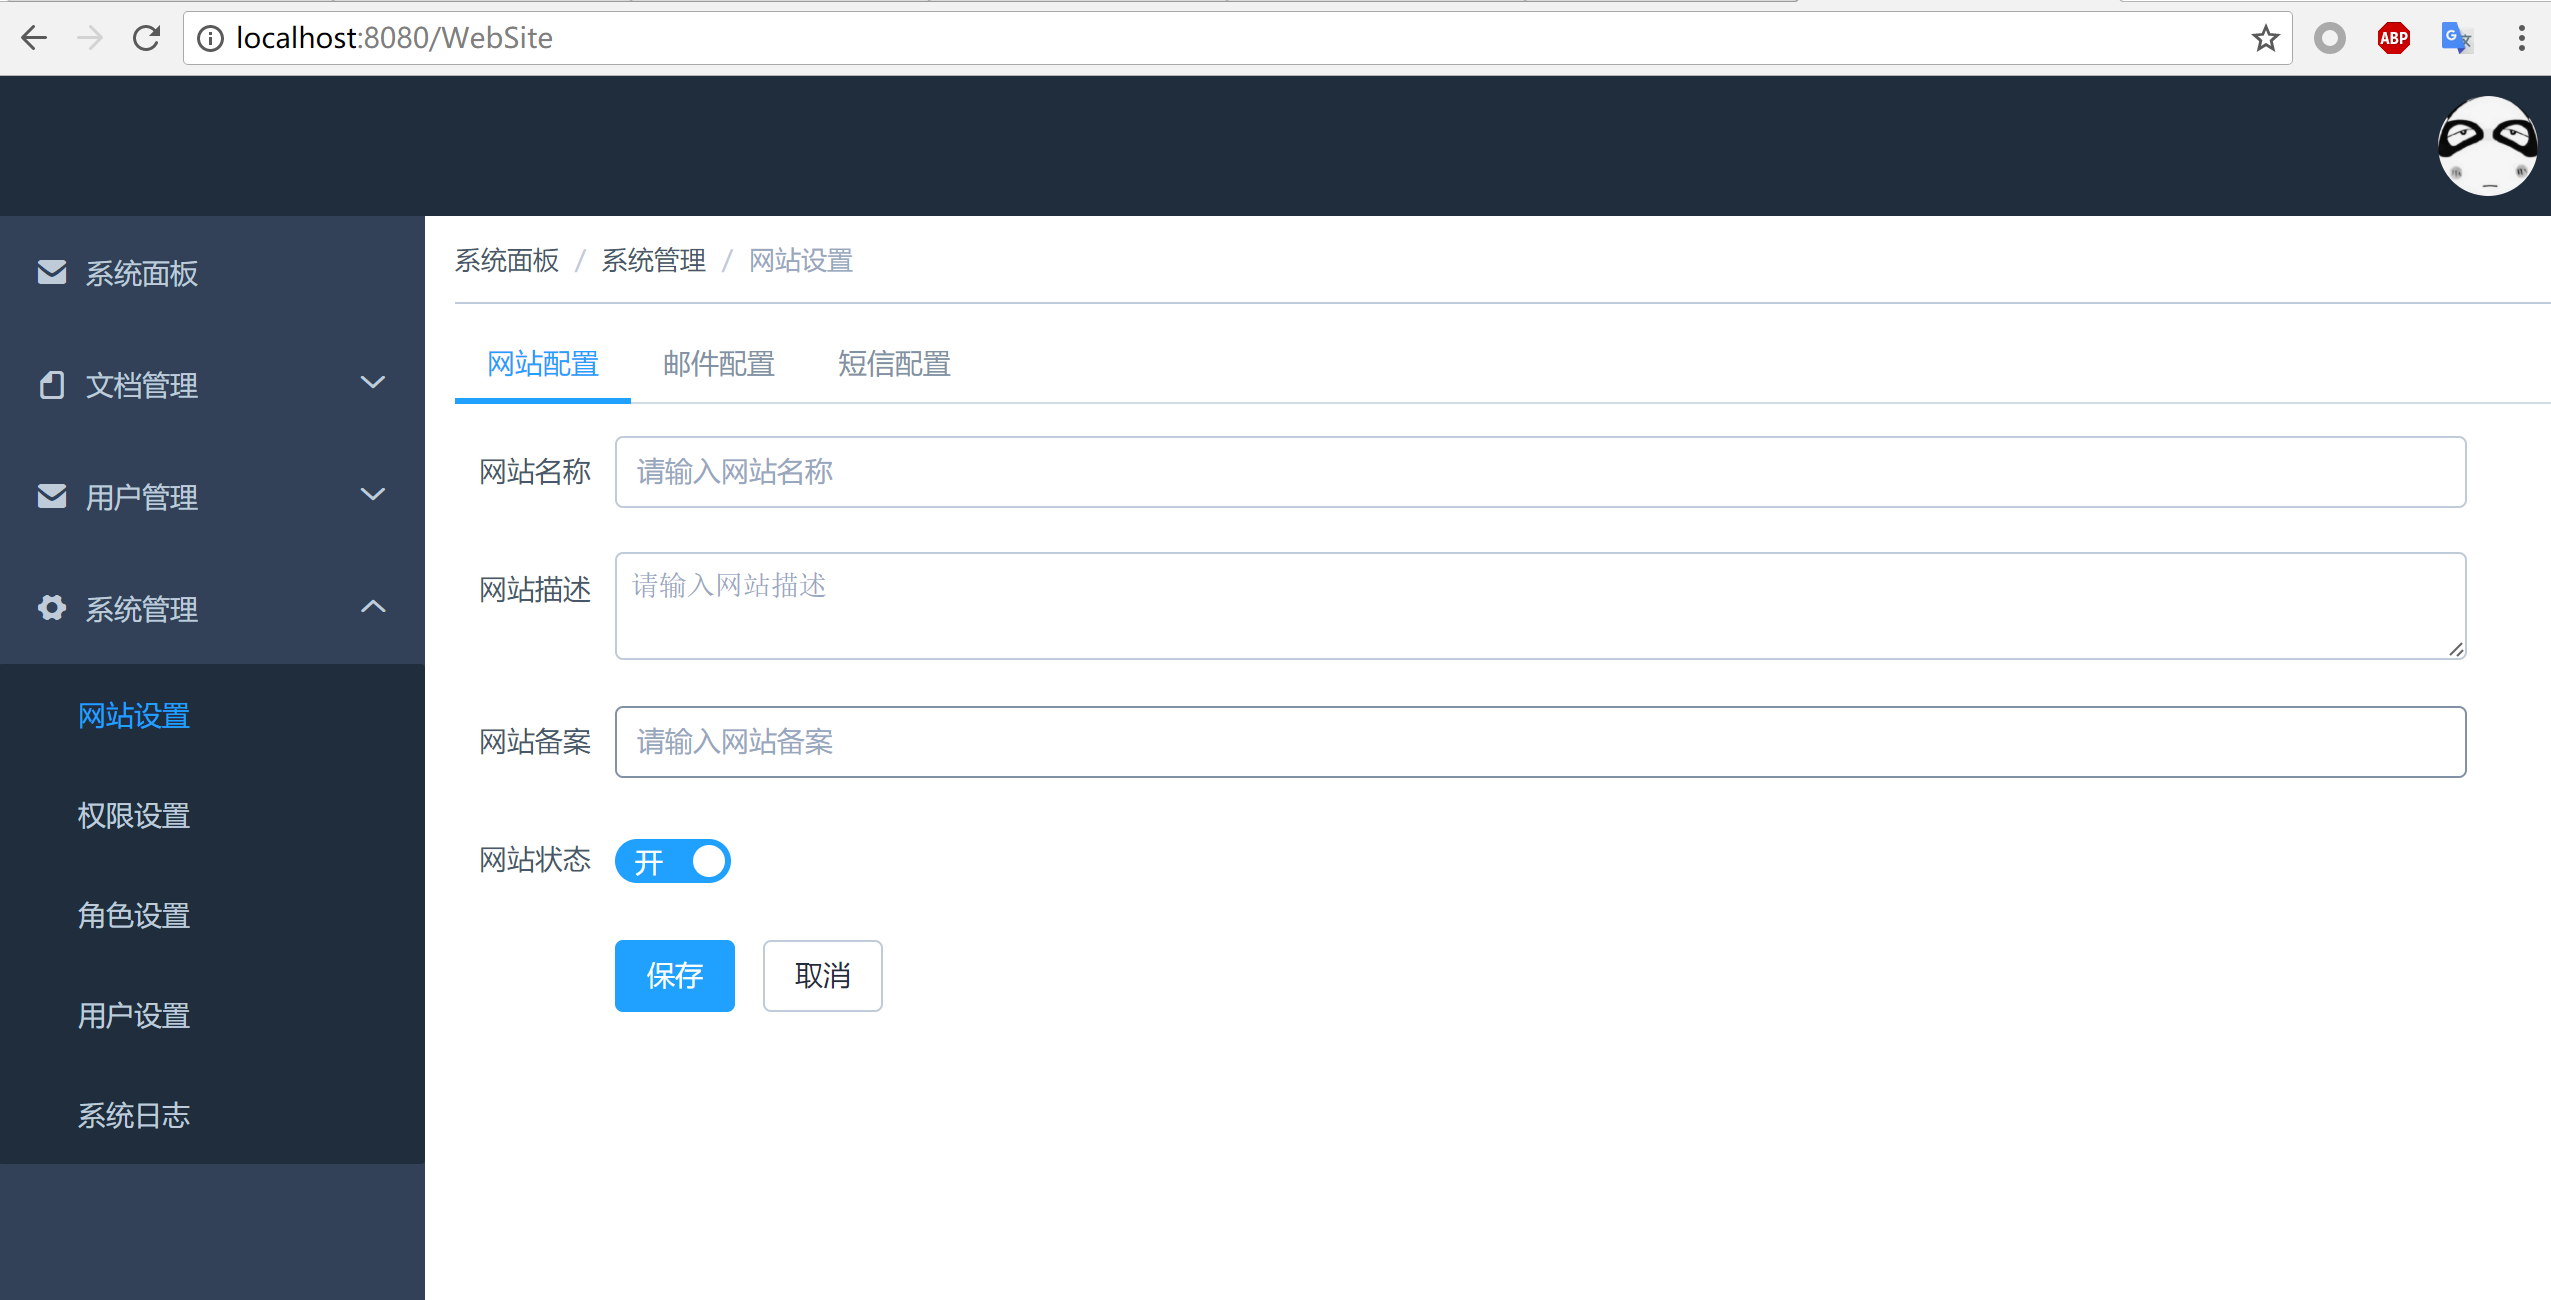 localhost:8080/WebSite
ABP
系统面板
文档管理
用户管理
系统管理
网站设置
权限设置
角色设置
用户设置
系统日志
系统面板 / 系统管理 / 网站设置
网站配置 邮件配置 短信配置
网站名称 请输入网站名称
网站描述 请输入网站描述
网站备案 请输入网站备案
网站状态 开
保存 取消